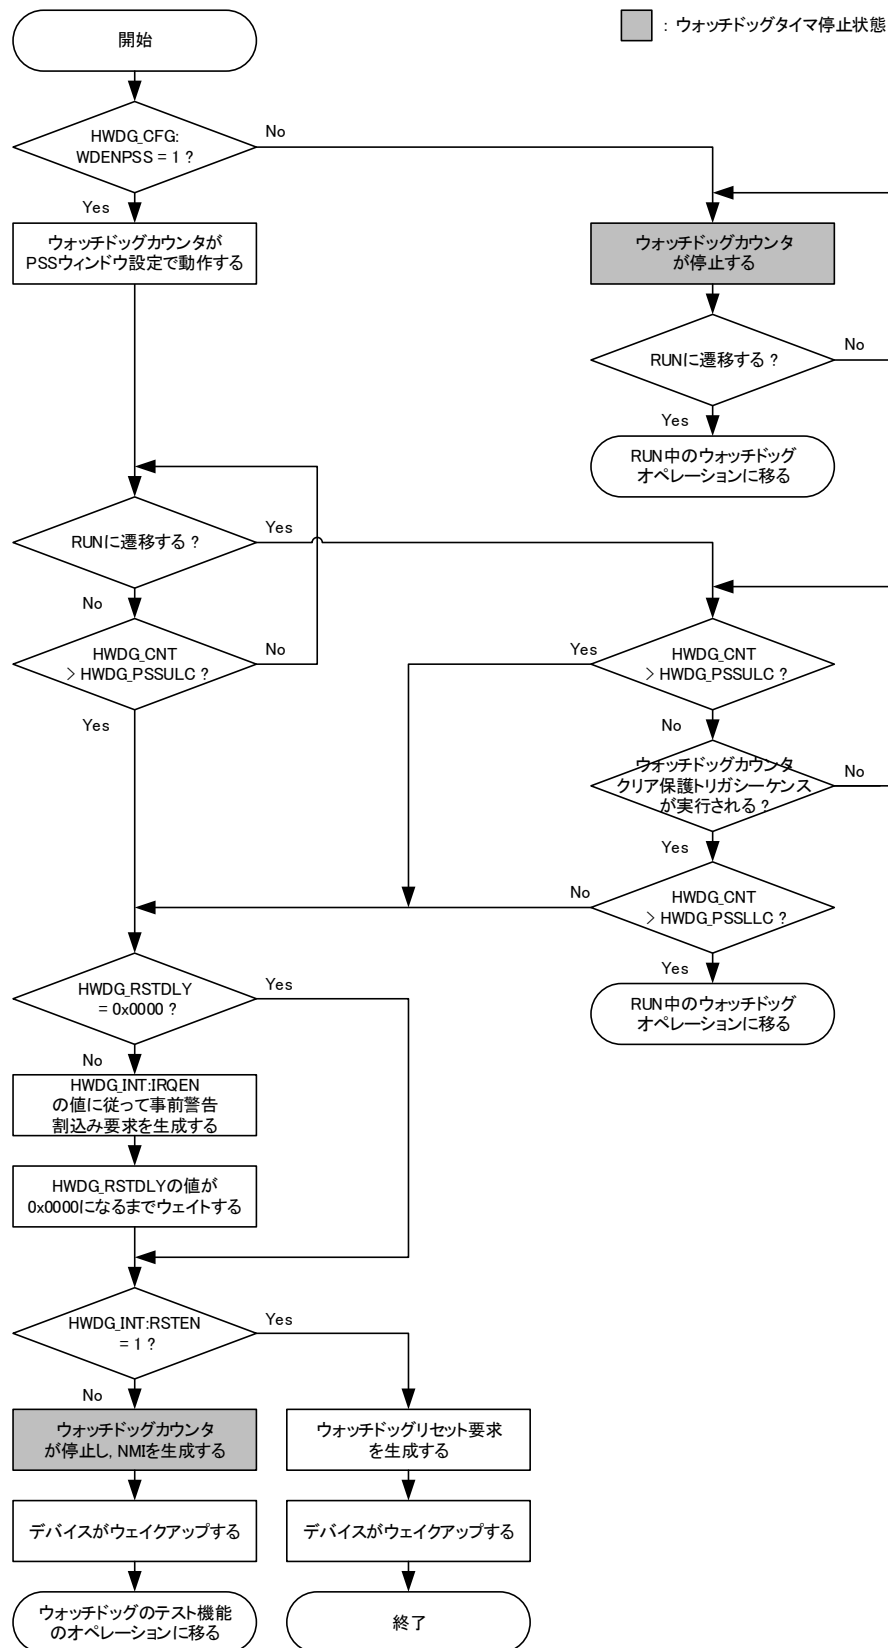 開始
: ウォッチドッグタイマ停止状態
HWDG_CFG:
WDENPSS = 1 ?
No
Yes
ウォッチドッグカウンタが
PSSウィンドウ設定で動作する
ウォッチドッグカウンタ
が停止する
RUNに遷移する ?
No
Yes
RUN中のウォッチドッグ
オペレーションに移る
RUNに遷移する ?
Yes
No
HWDG_CNT
> HWDG_PSSULC ?
No
Yes
HWDG_CNT
> HWDG_PSSULC ?
Yes
No
ウォッチドッグカウンタ
クリア保護トリガシーケンス
が実行される ?
No
Yes
HWDG_CNT
> HWDG_PSSLLC ?
No
Yes
RUN中のウォッチドッグ
オペレーションに移る
HWDG_RSTDLY
= 0x0000 ?
Yes
No
HWDG_INT:IRQEN
の値に従って事前警告
割込み要求を生成する
HWDG_RSTDLYの値が
0x0000になるまでウェイトする
HWDG_INT:RSTEN
= 1 ?
Yes
No
ウォッチドッグカウンタ
が停止し, NMIを生成する
ウォッチドッグリセット要求
を生成する
デバイスがウェイクアップする
デバイスがウェイクアップする
ウォッチドッグのテスト機能
のオペレーションに移る
終了